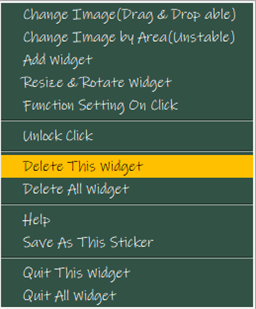 Change Image(Drag & Drop able)
Change Image by Area(Unstable)
Add Widget
Resize & Rotate Widget
Function Setting On Click
Unlock Click
Delete This Widget
Delete All Widget
Help
Save As This Sticker
Quit This Widget
Quit All Widget